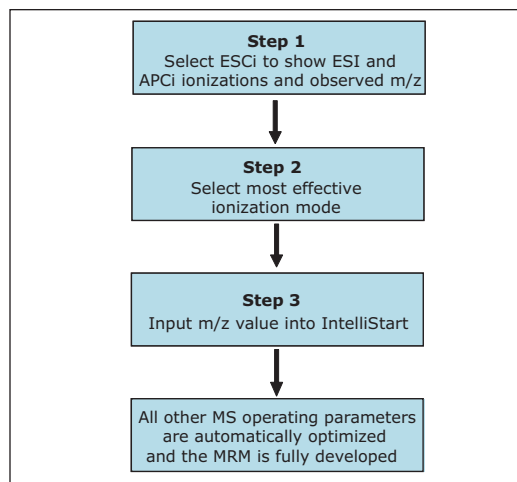 Step 1
Select ESCi to show ESI and
APCi ionizations and observed m/z
Step 2
Select most effective
ionization mode
Step 3
Input m/z value into IntelliStart
All other MS operating parameters
are automatically optimized
and the MRM is fully developed